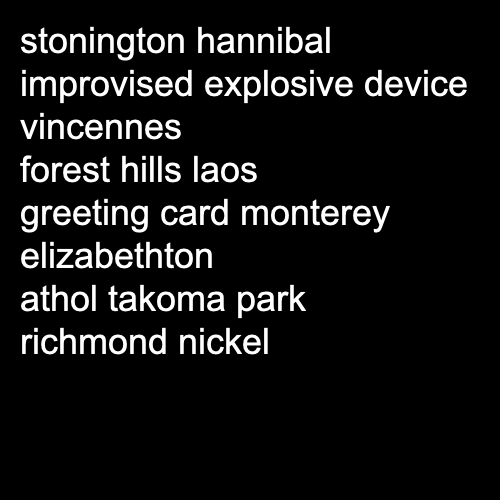 stonington hannibal
improvised explosive device
vincennes
forest hills laos
greeting card monterey
elizabethton
athol takoma park
richmond nickel